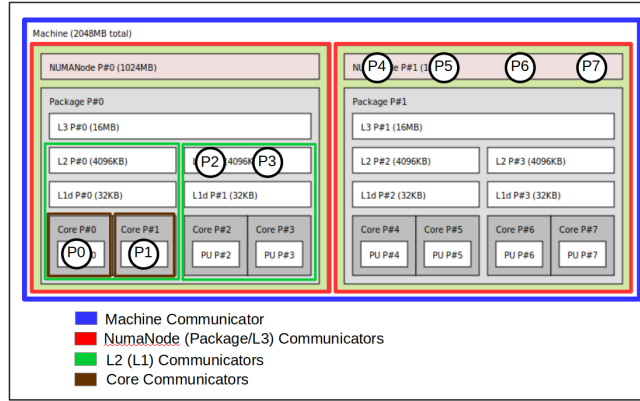 Machine (2048MB total)
NUMANode P#0 (1024MB)
P4 P5 P6 P7
P#1
Package P#0
Package P#1
L3 P#0 (16MB)
L3 P#1 (16MB)
L2 P#0 (4096KB)
P2 P3
L2 P#2 (4096KB)
L2 P#3 (4096KB)
L1d P#0 (32KB)
L1d P#1 (32KB)
L1d P#2 (32KB)
L1d P#3 (32KB)
Core P#0
Core P#1
Core P#2
Core P#3
Core P#4
Core P#5
Core P#6
Core P#7
P0
P1
PU P#2
PU P#3
PU P#4
PU P#5
PU P#6
PU P#7
Machine Communicator
NumaNode (Package/L3) Communicators
L2 (L1) Communicators
Core Communicators